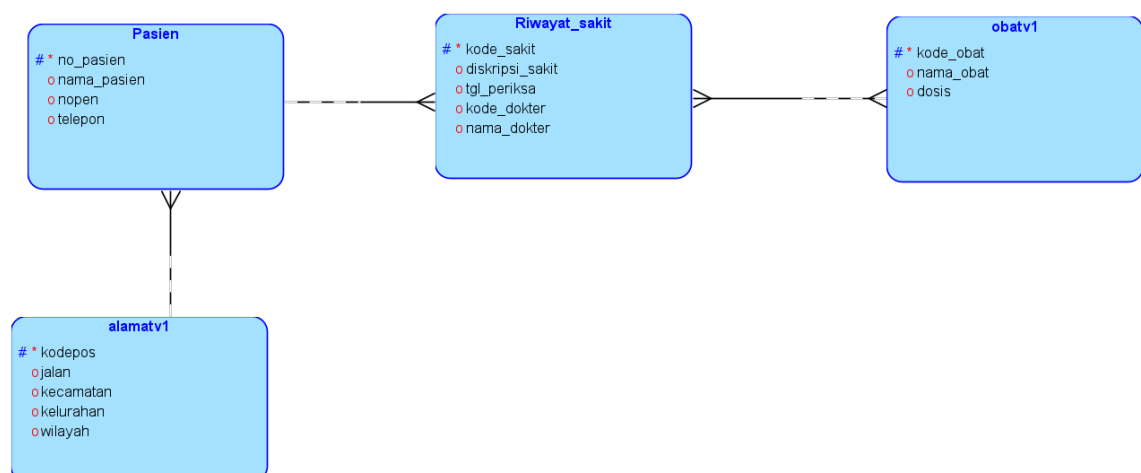 Pasien
# * no_pasien
o nama_pasien
o nopen
o telepon
Riwayat_sakit
# * kode_sakit
o diskripsi_sakit
o tgl_periksa
o kode_dokter
o nama_dokter
obatv1
# * kode_obat
o nama_obat
o dosis
alamatv1
# * kodepos
o jalan
o kecamatan
o kelurahan
o wilayah